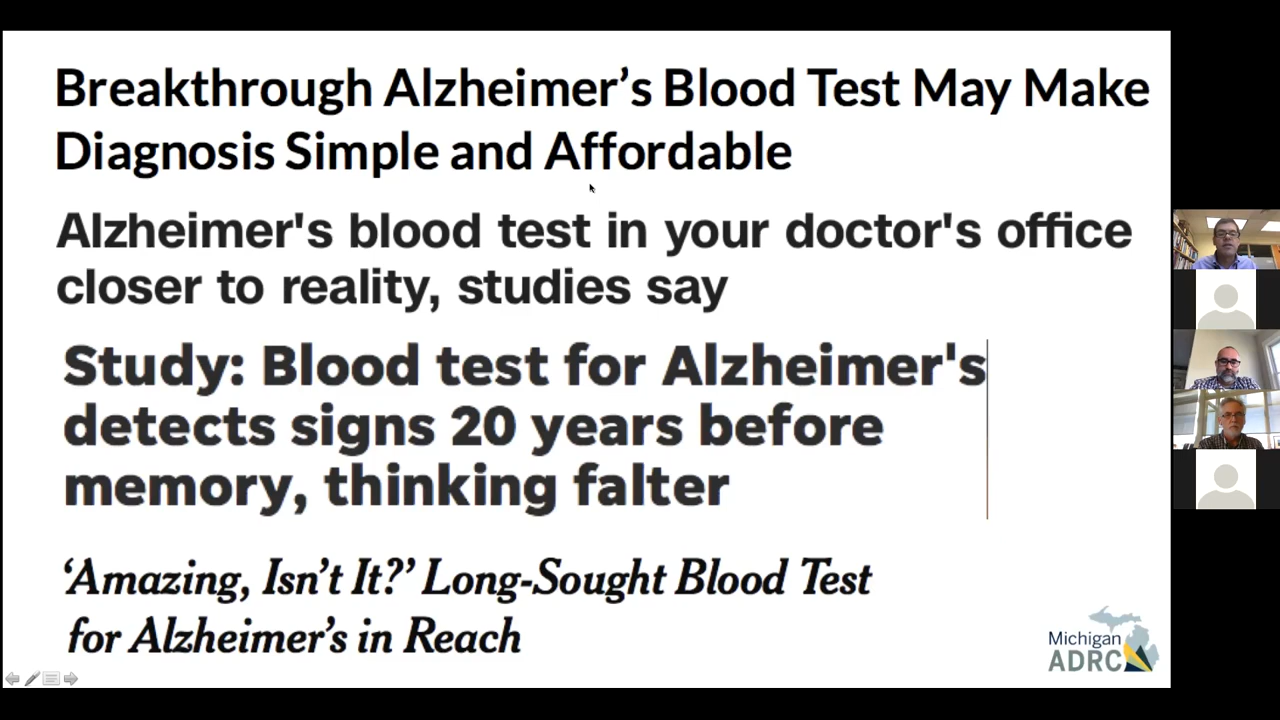 Breakthrough Alzheimer’s Blood Test May Make
Diagnosis Simple and Affordable
Alzheimer's blood test in your doctor's office
closer to reality, studies say
Study: Blood test for Alzheimer's
detects signs 20 years before
memory, thinking falter
‘Amazing, Isn’t It?’ Long-Sought Blood Test
for Alzheimer’s in Reach
Michigan
ADRC